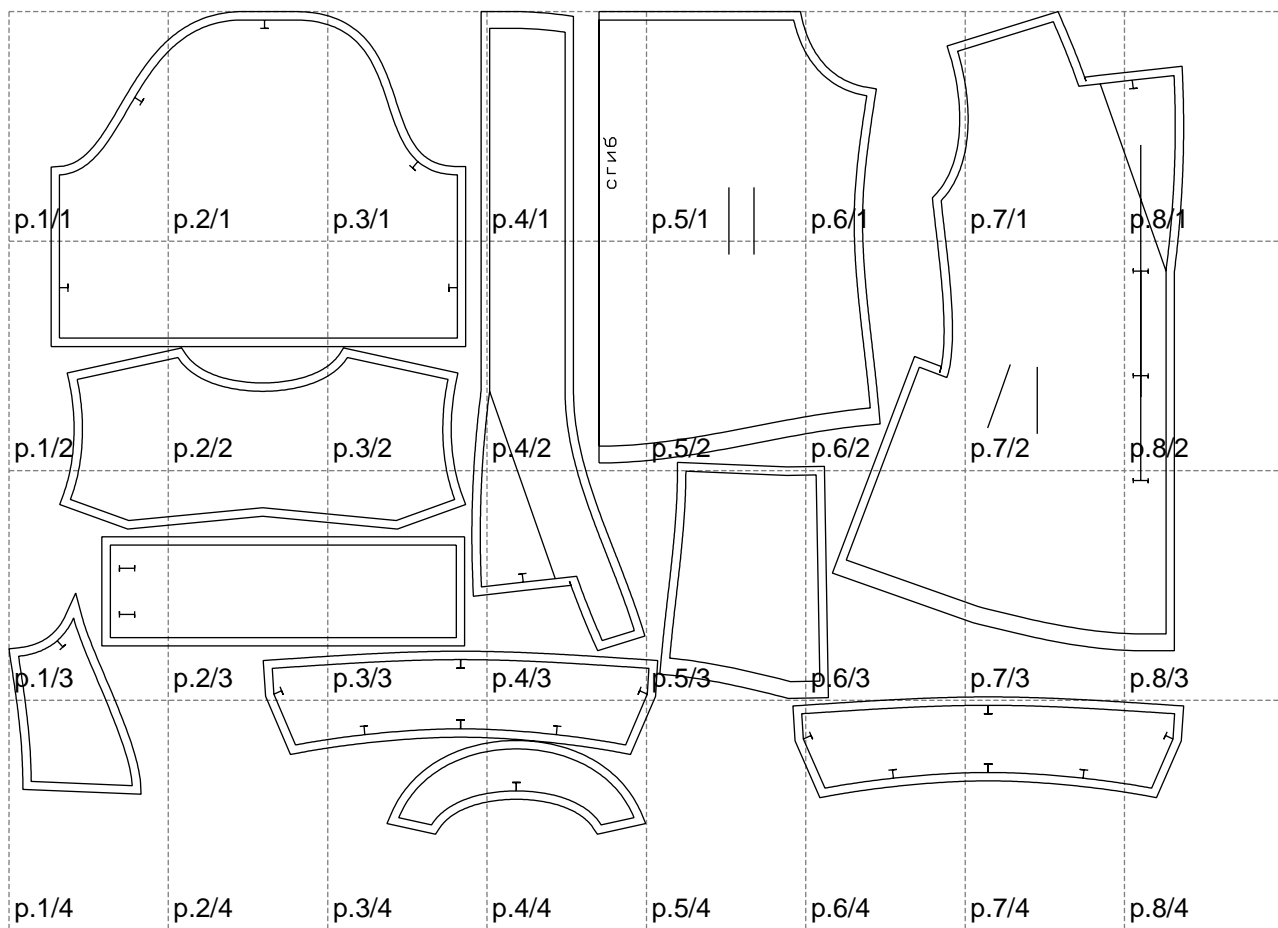 сгиб
p.1/1 p.2/1 p.3/1 p.4/1 p.5/1 p.6/1 p.7/1 p.8/1
p.1/2 p.2/2 p.3/2 p.4/2 p.5/2 p.6/2 p.7/2 p.8/2
p.1/3 p.2/3 p.3/3 p.4/3 p.5/3 p.6/3 p.7/3 p.8/3
p.1/4 p.2/4 p.3/4 p.4/4 p.5/4 p.6/4 p.7/4 p.8/4